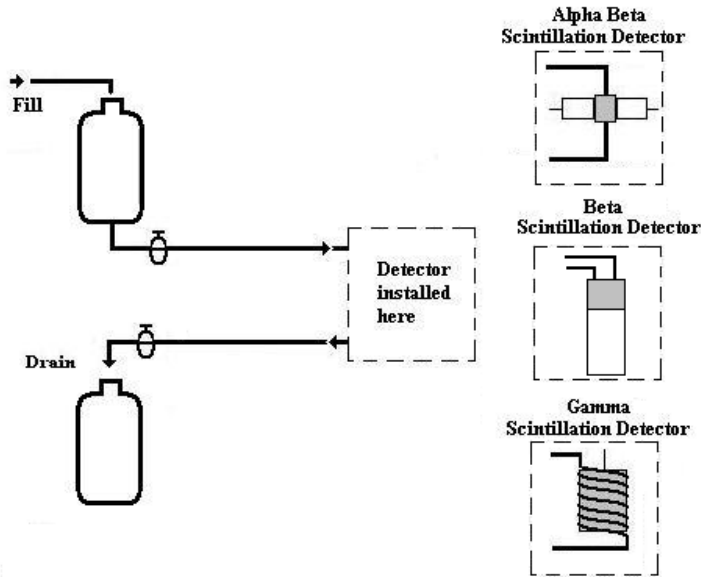 Alpha Beta
Scintillation Detector
Fill
Beta
Scintillation Detector
Detector
installed
here
Drain
Gamma
Scintillation Detector